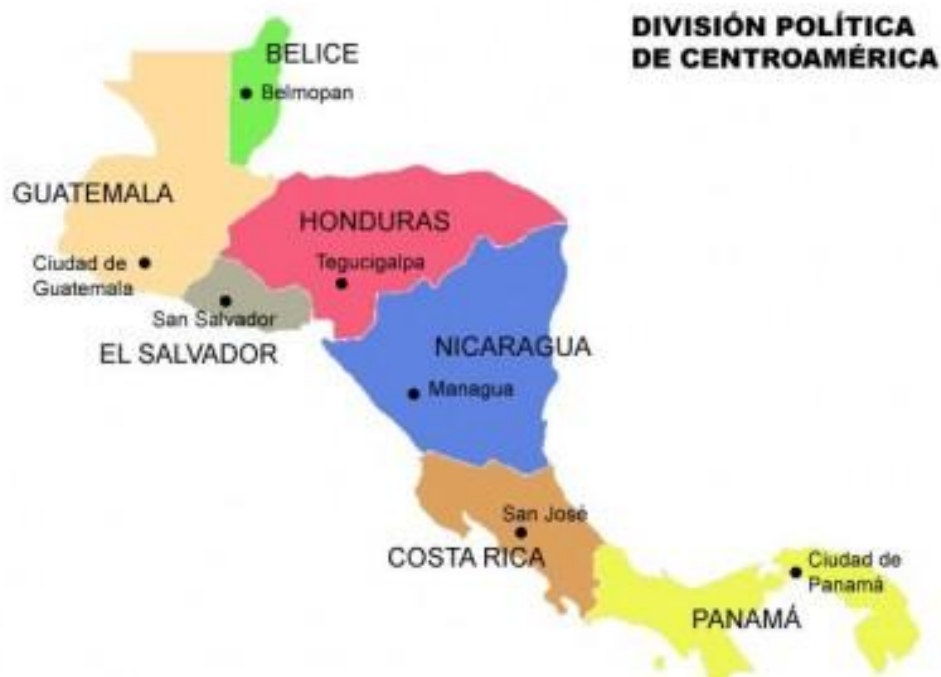 DIVISIÓN POLÍTICA
DE CENTROAMÉRICA
BELICE
Belmopan
GUATEMALA
HONDURAS
Ciudad de
Guatemala
Tegucigalpa
San Salvador
EL SALVADOR
NICARAGUA
Managua
San José
COSTA RICA
Ciudad de
Panamá
PANAMÁ